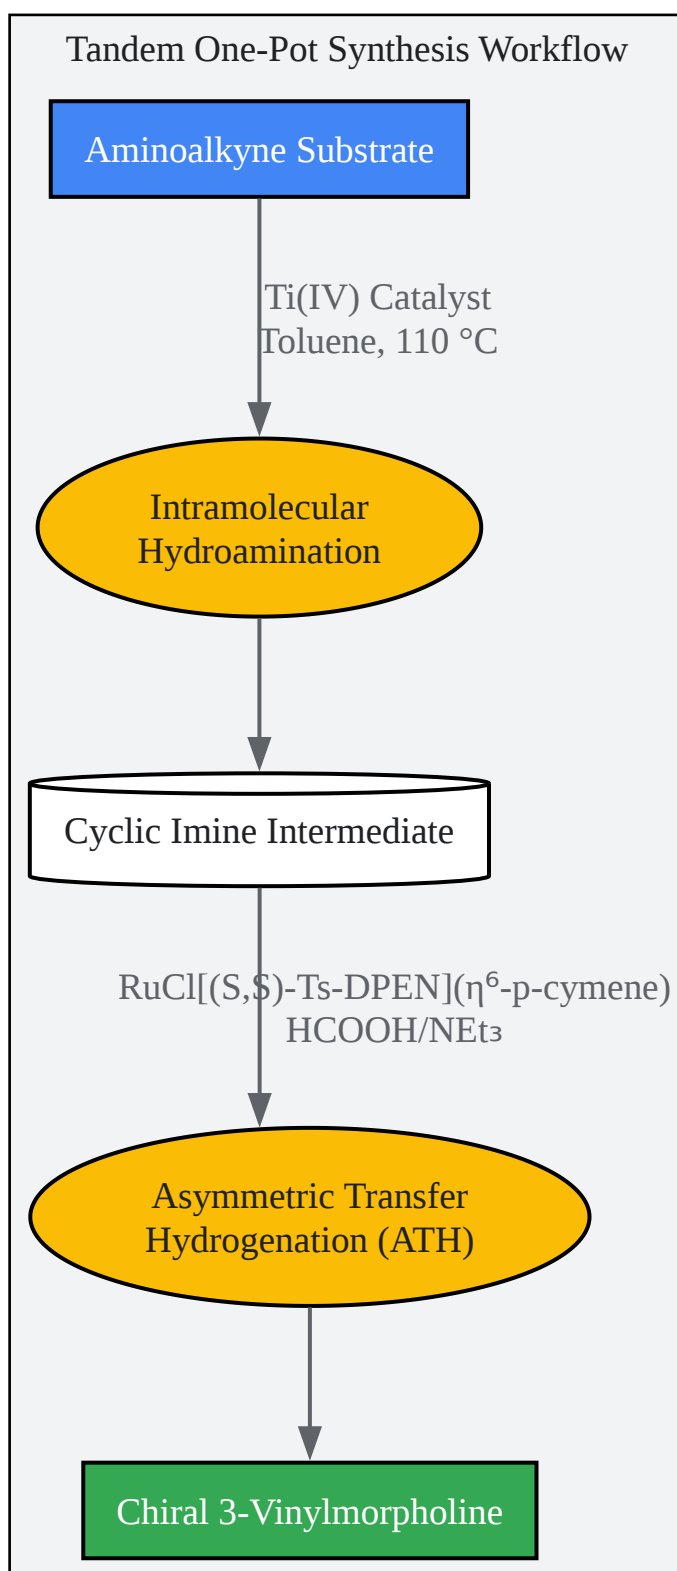 Tandem One-Pot Synthesis Workflow
Aminoalkyne Substrate
Ti(IV) Catalyst
Toluene, 110 °C
Intramolecular
Hydroamination
Cyclic Imine Intermediate
RuCl[(S,S)-Ts-DPEN](η⁶-p-cymene)
HCOOH/NEt₃
Asymmetric Transfer
Hydrogenation (ATH)
Chiral 3-Vinylmorpholine